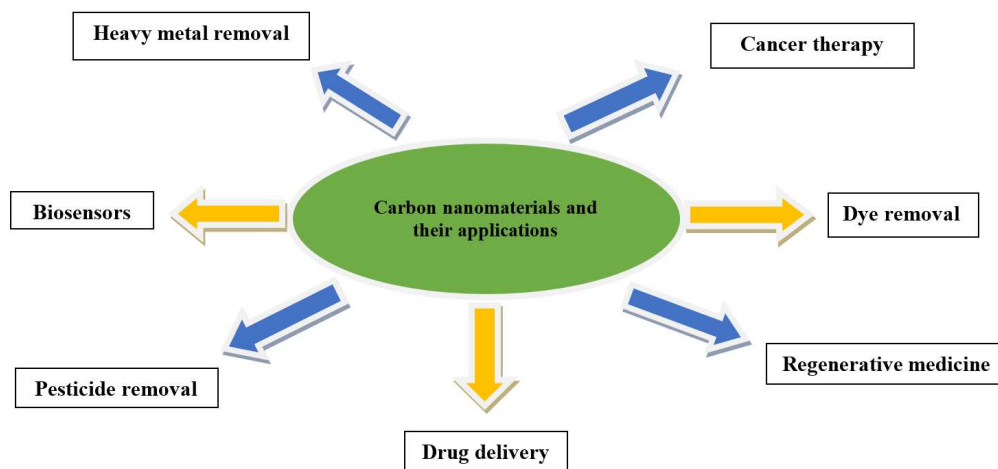 Heavy metal removal
Cancer therapy
Carbon nanomaterials and
their applications
Biosensors
Dye removal
Pesticide removal
Regenerative medicine
Drug delivery